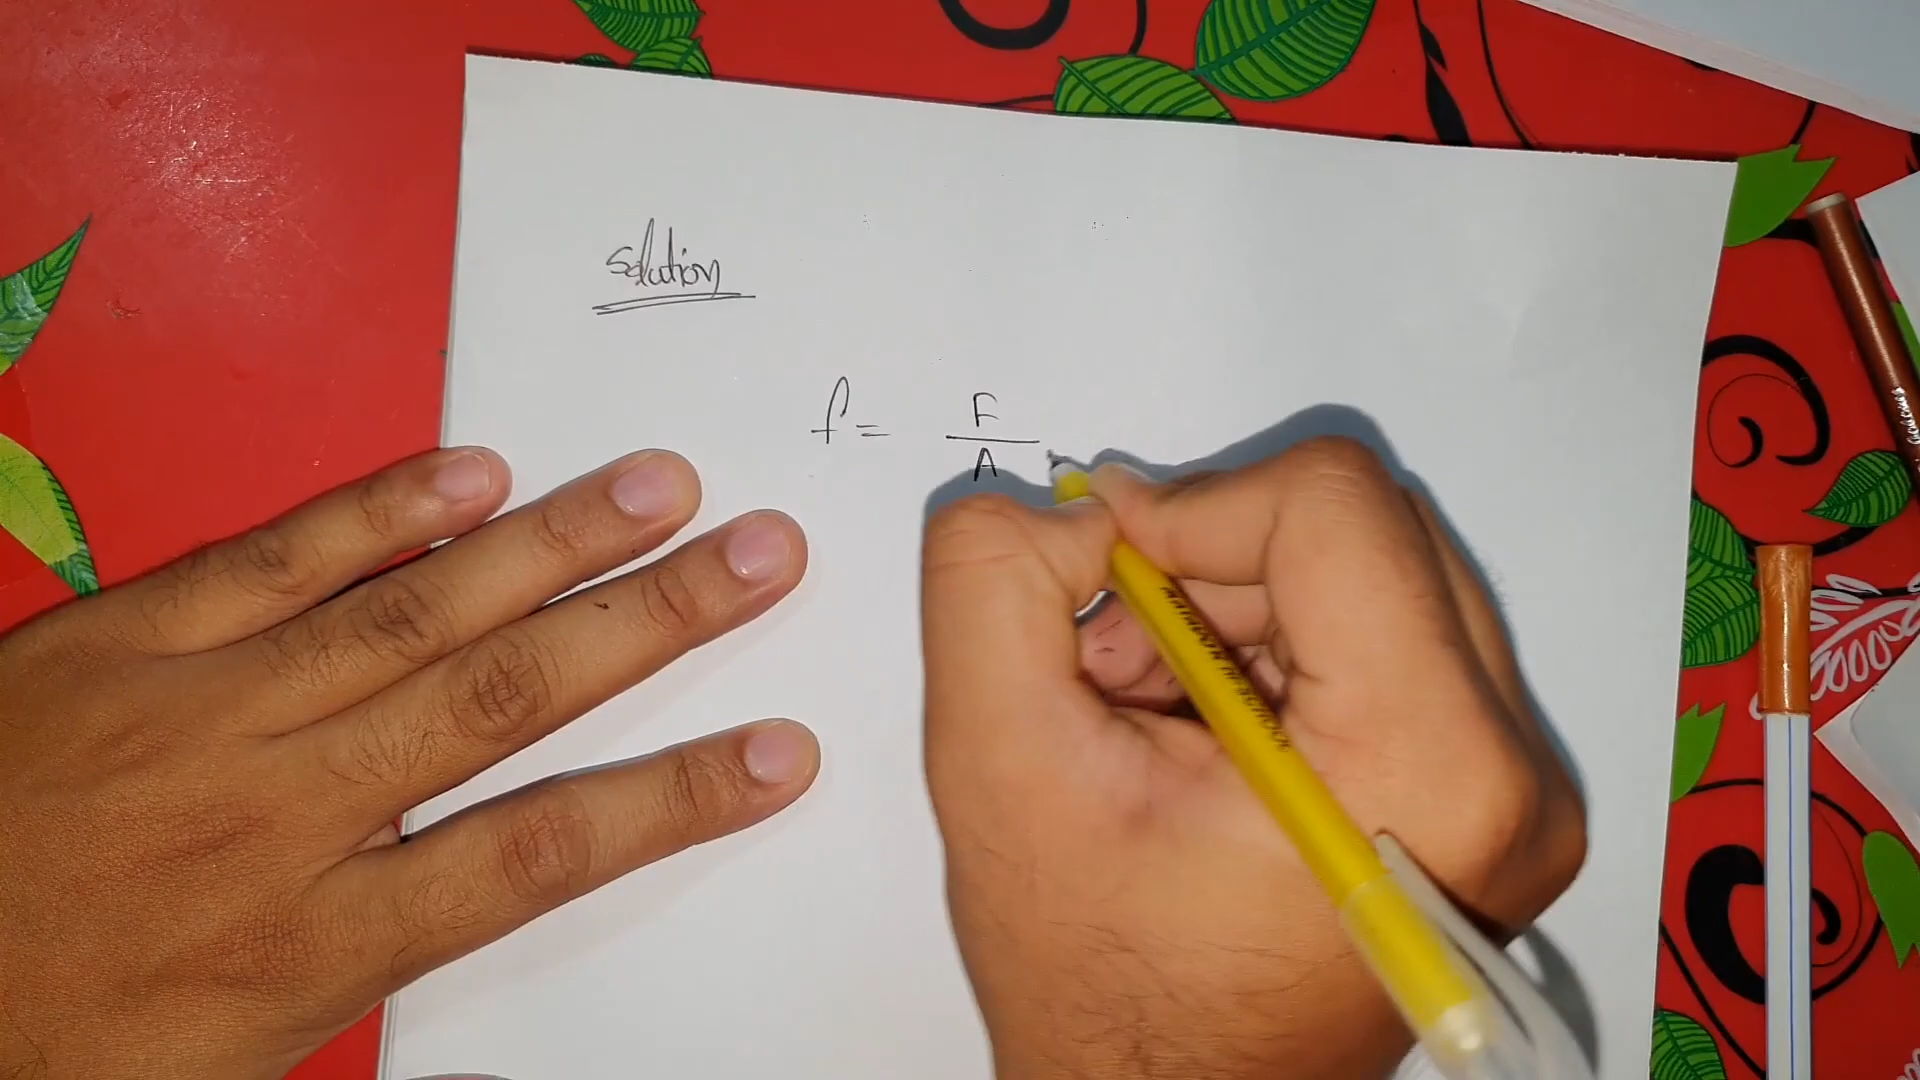 Solution
f = F
A